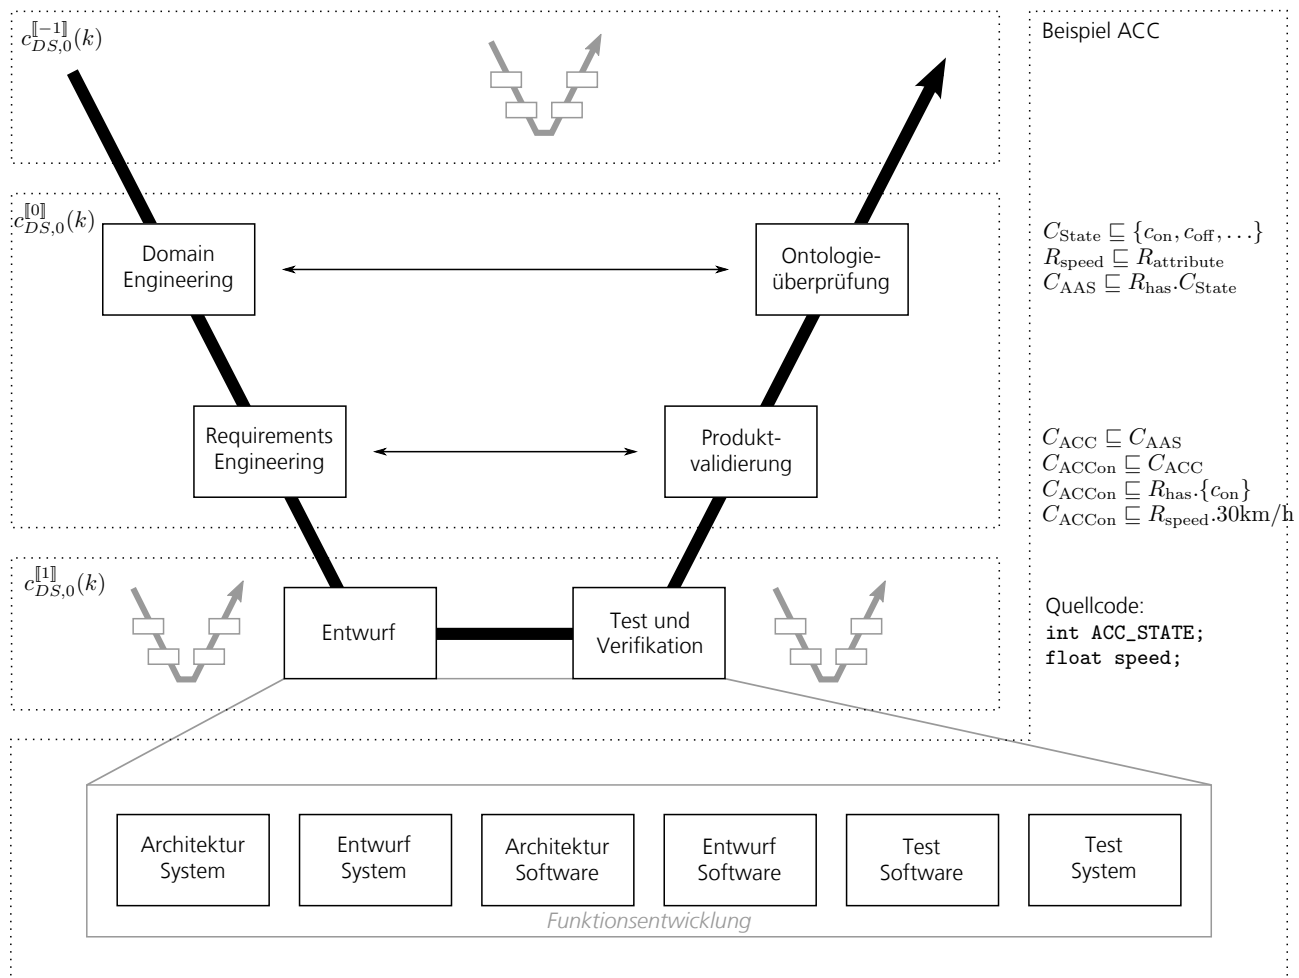 c_{DS,0}^{⟦-1⟧}(k)
Beispiel ACC
c_{DS,0}^{⟦0⟧}(k)
Domain
Engineering
Ontologie-
überprüfung
C_State ⊑ {c_on, c_off, …}
R_speed ⊑ R_attribute
C_AAS ⊑ R_has.C_State
Requirements
Engineering
Produkt-
validierung
C_ACC ⊑ C_AAS
C_ACCon ⊑ C_ACC
C_ACCon ⊑ R_has.{c_on}
C_ACCon ⊑ R_speed.30km/h
c_{DS,0}^{⟦1⟧}(k)
Entwurf
Test und
Verifikation
Quellcode:
int ACC_STATE;
float speed;
Architektur
System
Entwurf
System
Architektur
Software
Entwurf
Software
Test
Software
Test
System
Funktionsentwicklung